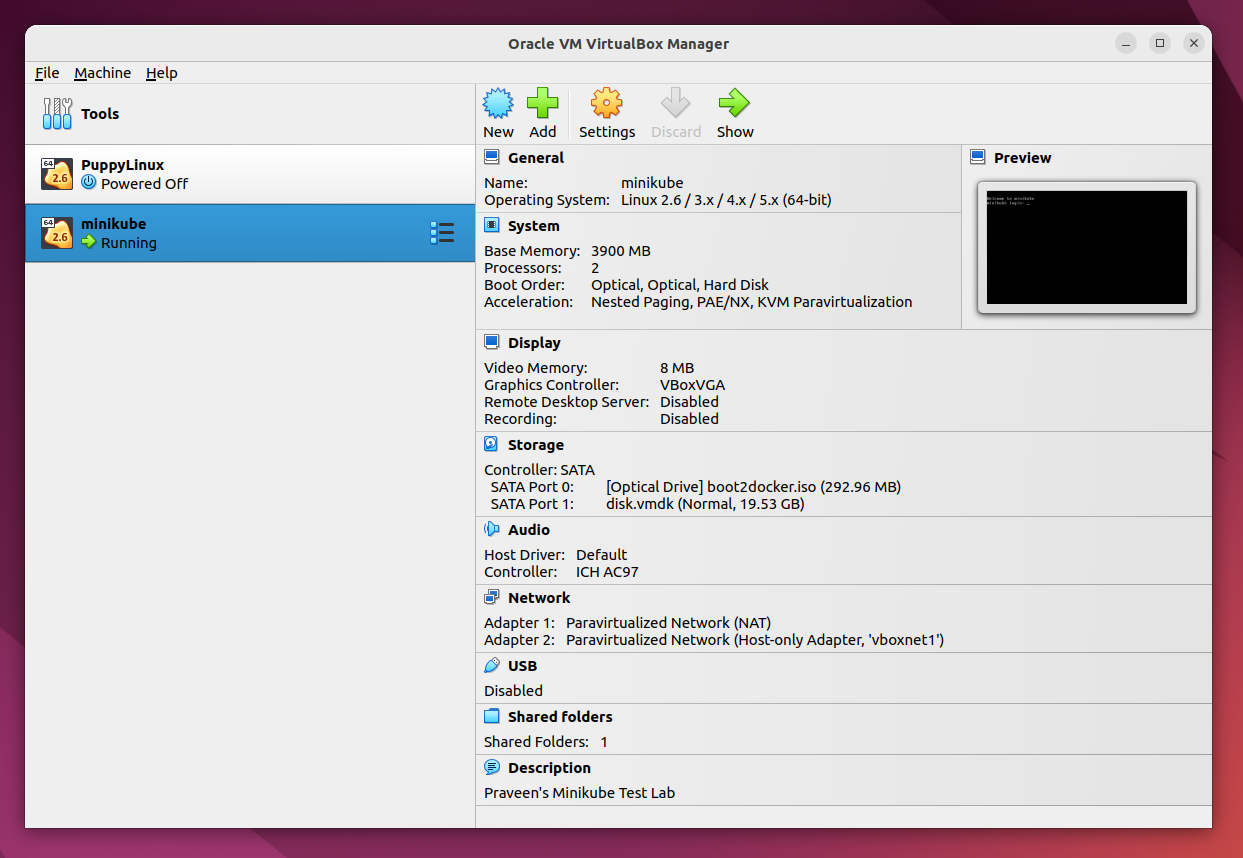 Oracle VM VirtualBox Manager
File Machine Help
Tools
New Add Settings Discard Show
64
2.6
PuppyLinux
Powered Off
64
2.6
minikube
Running
General
Name: minikube
Operating System: Linux 2.6 / 3.x / 4.x / 5.x (64-bit)
Preview
Welcome to minikube
minikube login: _
System
Base Memory: 3900 MB
Processors: 2
Boot Order: Optical, Optical, Hard Disk
Acceleration: Nested Paging, PAE/NX, KVM Paravirtualization
Display
Video Memory: 8 MB
Graphics Controller: VBoxVGA
Remote Desktop Server: Disabled
Recording: Disabled
Storage
Controller: SATA
SATA Port 0: [Optical Drive] boot2docker.iso (292.96 MB)
SATA Port 1: disk.vmdk (Normal, 19.53 GB)
Audio
Host Driver: Default
Controller: ICH AC97
Network
Adapter 1: Paravirtualized Network (NAT)
Adapter 2: Paravirtualized Network (Host-only Adapter, 'vboxnet1')
USB
Disabled
Shared folders
Shared Folders: 1
Description
Praveen's Minikube Test Lab